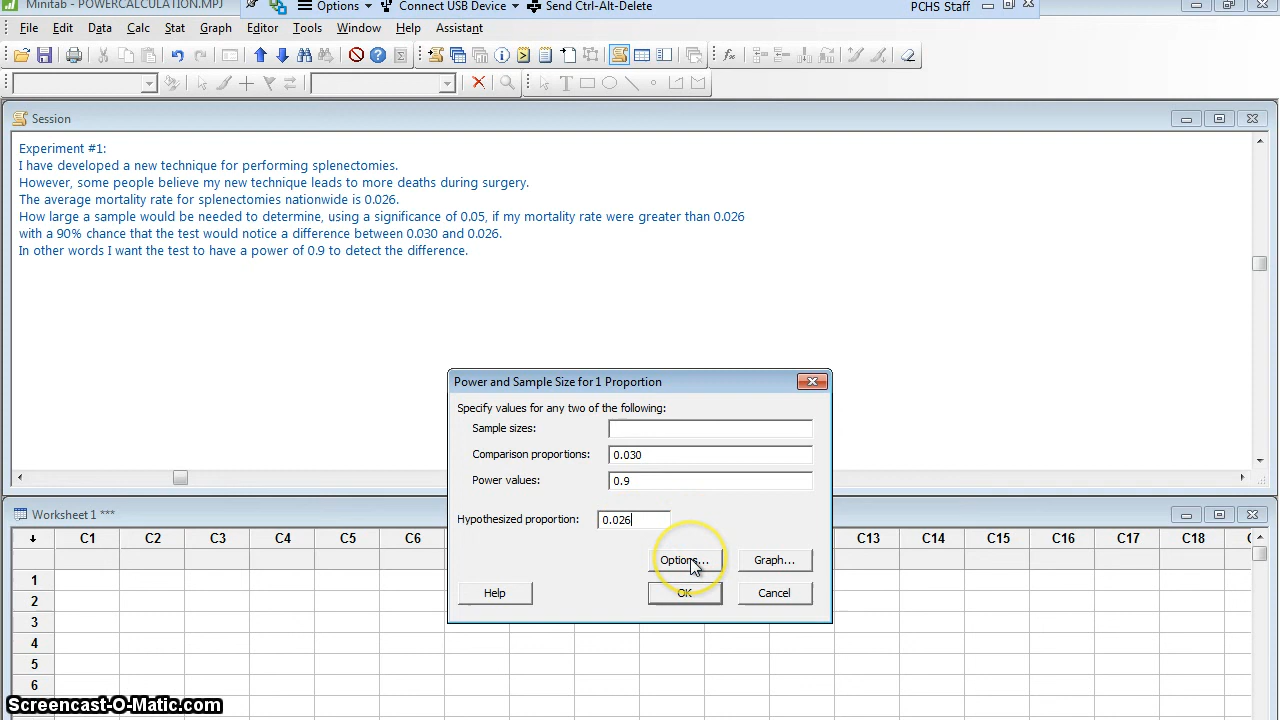 Minitab - POWERCALCULATION.MPJ
Options
Connect USB Device
Send Ctrl-Alt-Delete
PCHS Staff
File Edit Data Calc Stat Graph Editor Tools Window Help Assistant
Session
Experiment #1:
I have developed a new technique for performing splenectomies.
However, some people believe my new technique leads to more deaths during surgery.
The average mortality rate for splenectomies nationwide is 0.026.
How large a sample would be needed to determine, using a significance of 0.05, if my mortality rate were greater than 0.026
with a 90% chance that the test would notice a difference between 0.030 and 0.026.
In other words I want the test to have a power of 0.9 to detect the difference.
Power and Sample Size for 1 Proportion
Specify values for any two of the following:
Sample sizes:
Comparison proportions: 0.030
Power values: 0.9
Hypothesized proportion: 0.026
Options... Graph...
Help OK Cancel
Worksheet 1 ***
C1 C2 C3 C4 C5 C6 C13 C14 C15 C16 C17 C18
1
2
3
4
5
6
Screencast-O-Matic.com